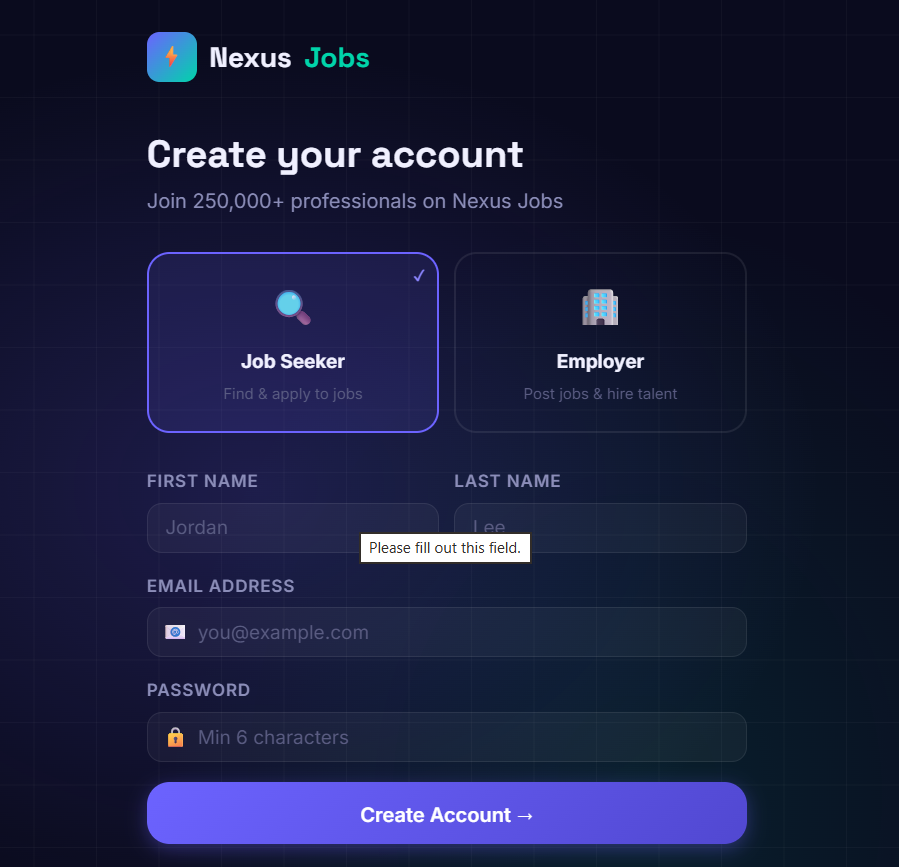 Nexus Jobs
Create your account
Join 250,000+ professionals on Nexus Jobs
✓
Job Seeker
Find & apply to jobs
Employer
Post jobs & hire talent
FIRST NAME
LAST NAME
Jordan
Lee
Please fill out this field.
EMAIL ADDRESS
you@example.com
PASSWORD
Min 6 characters
Create Account →